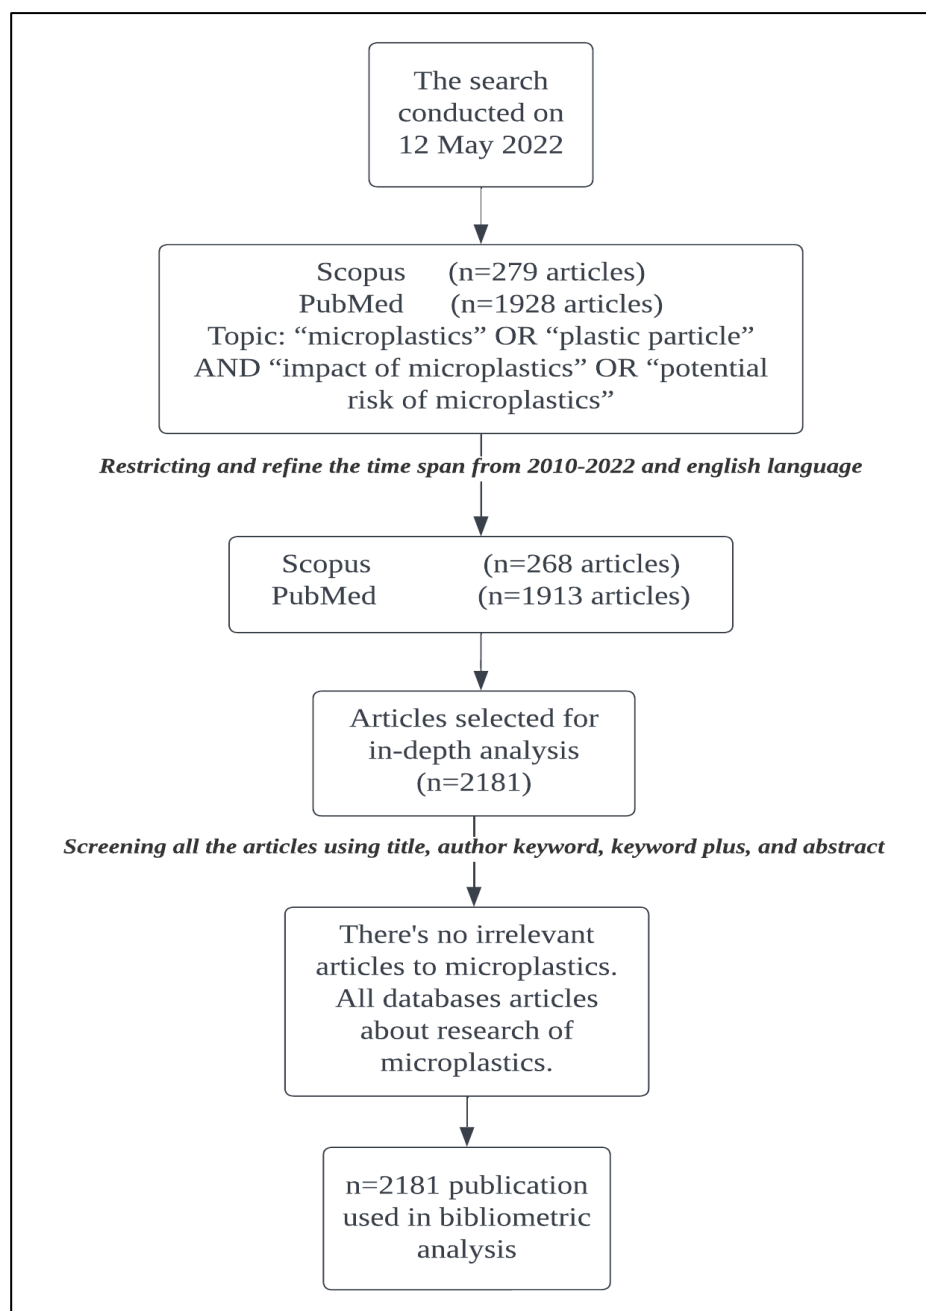 The search
conducted on
12 May 2022
Scopus (n=279 articles)
PubMed (n=1928 articles)
Topic: “microplastics” OR “plastic particle”
AND “impact of microplastics” OR “potential
risk of microplastics”
Restricting and refine the time span from 2010-2022 and english language
Scopus (n=268 articles)
PubMed (n=1913 articles)
Articles selected for
in-depth analysis
(n=2181)
Screening all the articles using title, author keyword, keyword plus, and abstract
There's no irrelevant
articles to microplastics.
All databases articles
about research of
microplastics.
n=2181 publication
used in bibliometric
analysis